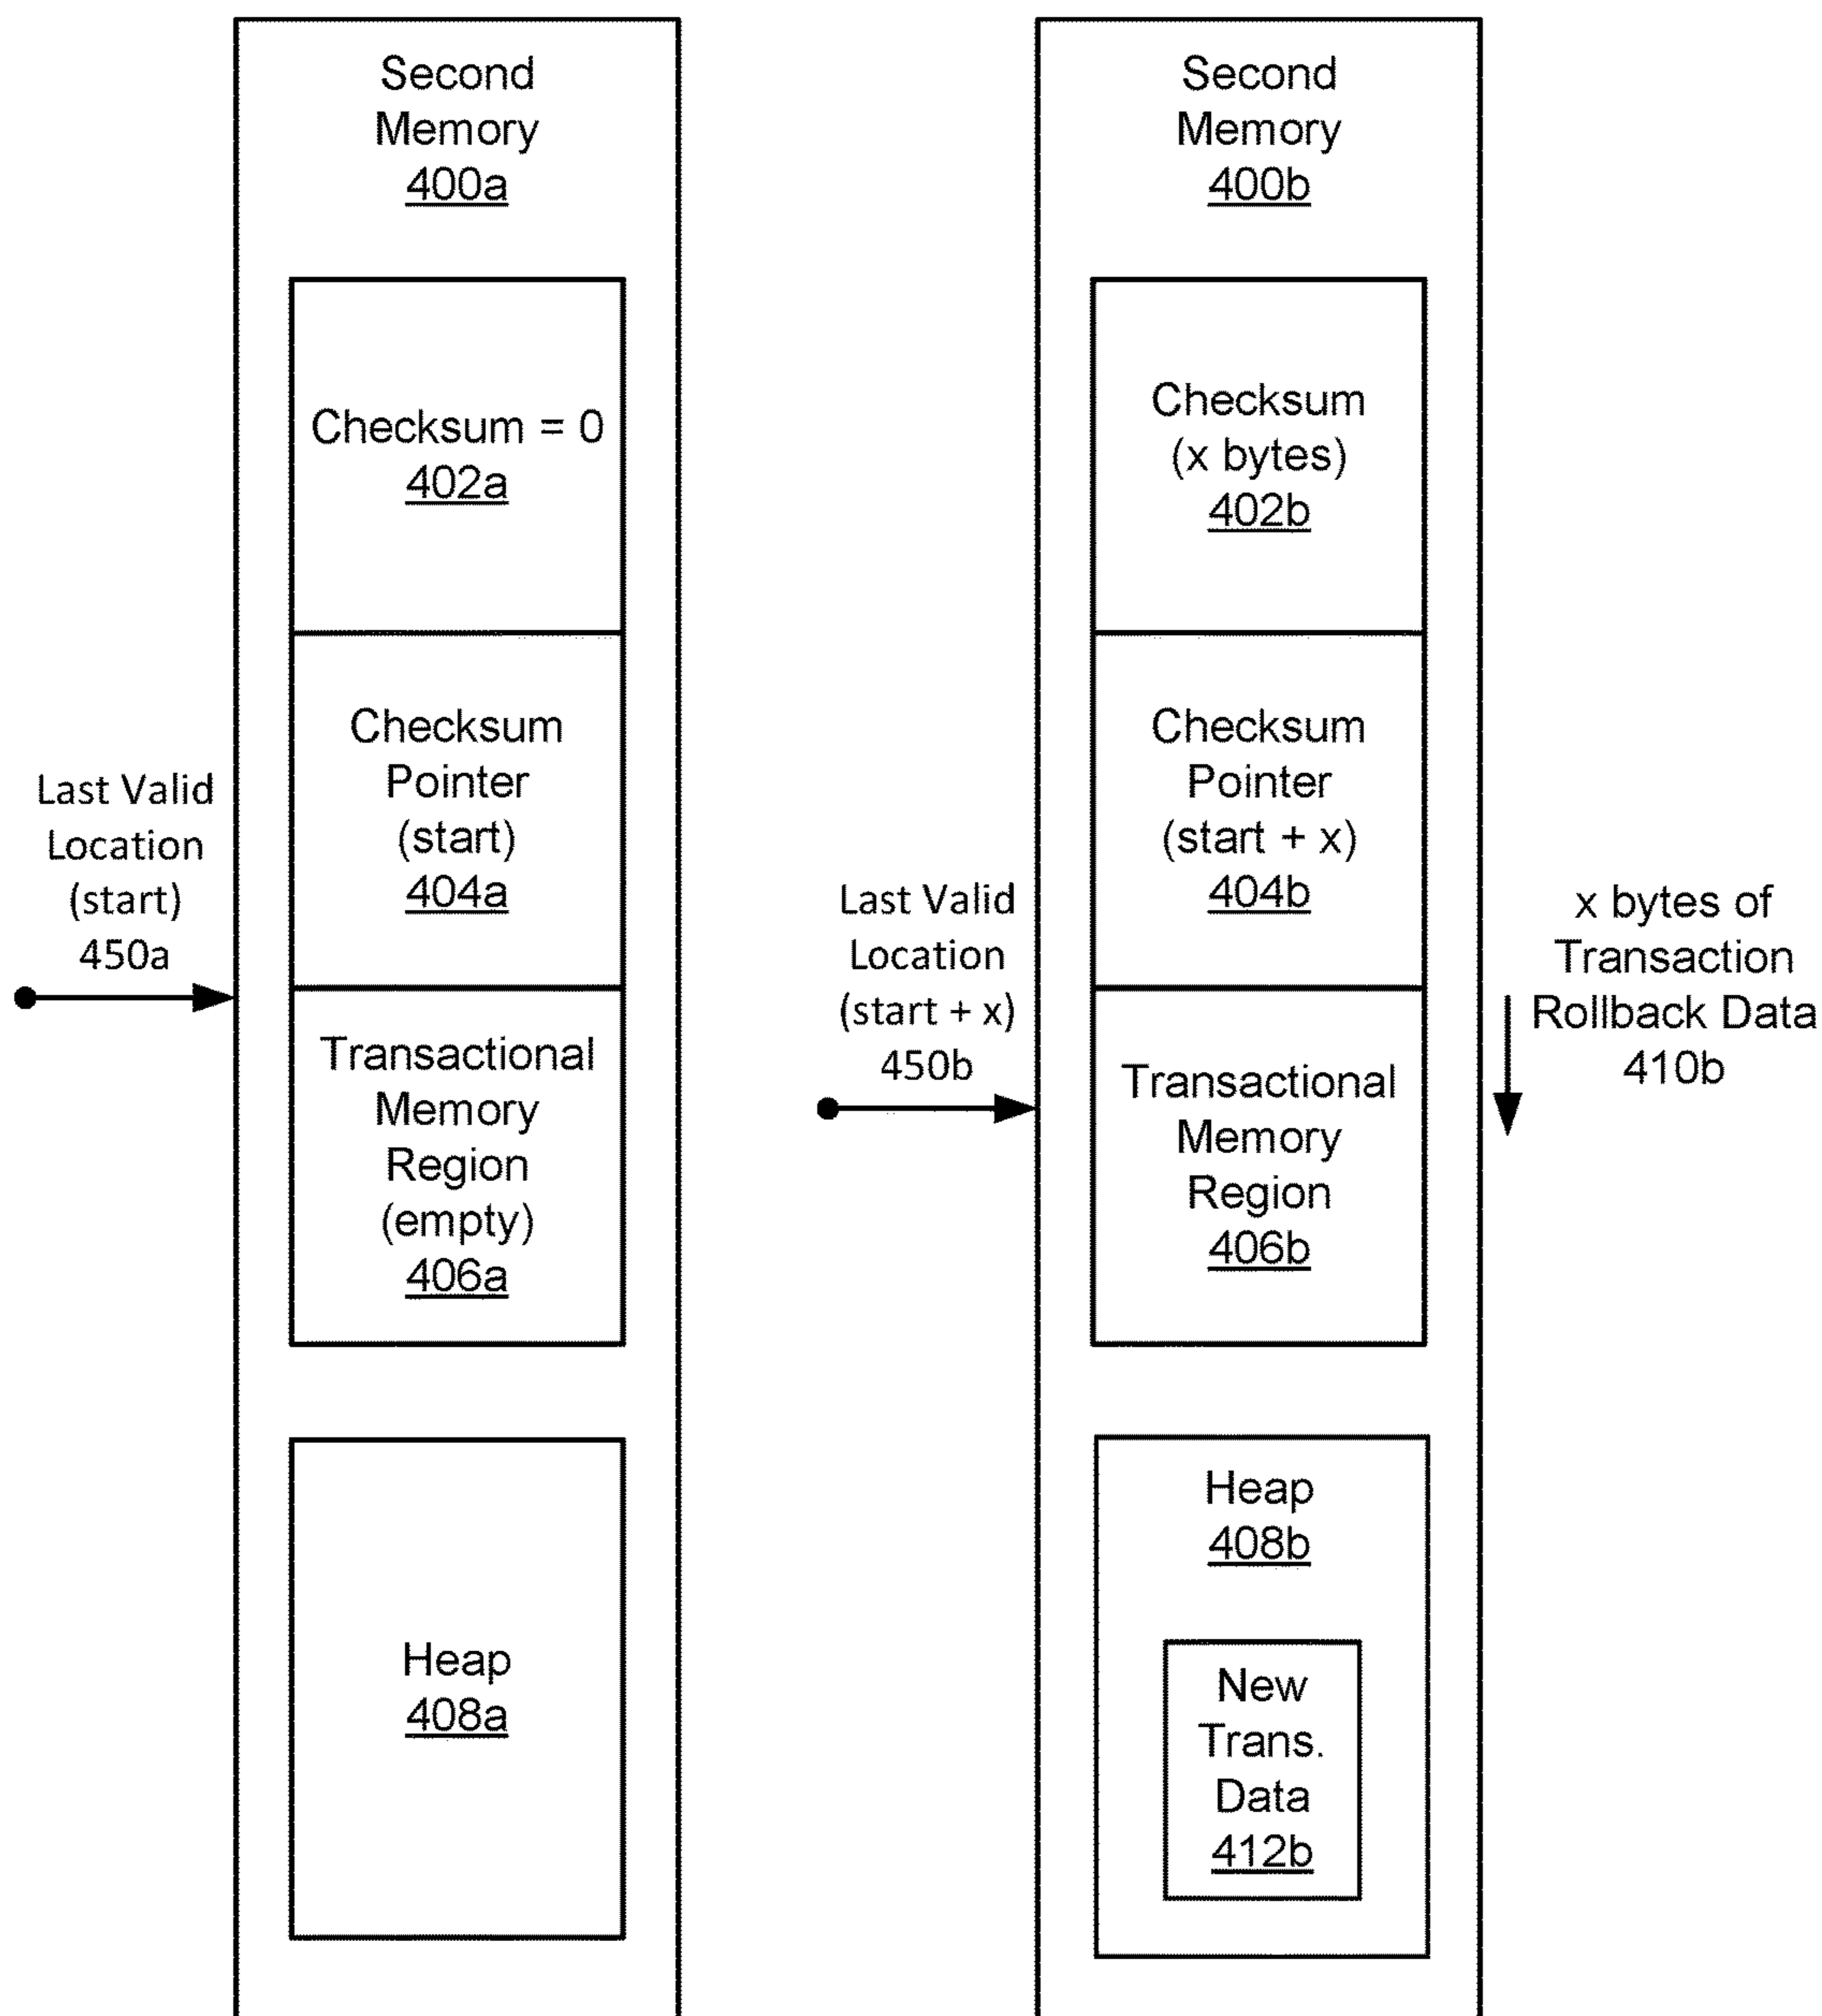 Second
Memory
400a
Checksum = 0
402a
Checksum
Pointer
(start)
404a
Last Valid
Location
(start)
450a
Transactional
Memory
Region
(empty)
406a
Heap
408a
Second
Memory
400b
Checksum
(x bytes)
402b
Checksum
Pointer
(start + x)
404b
Last Valid
Location
(start + x)
450b
x bytes of
Transaction
Rollback Data
410b
Transactional
Memory
Region
406b
Heap
408b
New
Trans.
Data
412b